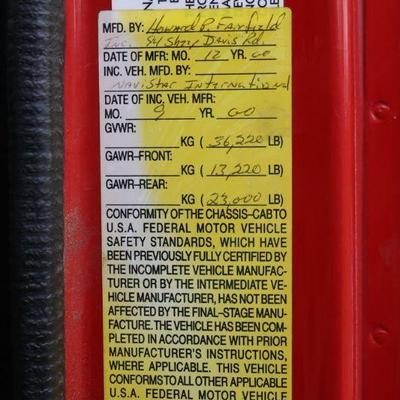 MFD. BY: Howard P. Fairfield
Inc.
Davis Rd.
DATE OF MFR: MO. 12 YR. 00
INC. VEH. MFD. BY:
Navistar International
DATE OF INC. VEH. MFR:
MO. 9 YR. 00
GVWR:
KG ( 36,220 LB)
GAWR-FRONT:
KG ( 13,220 LB)
GAWR-REAR:
KG ( 23,000 LB)
CONFORMITY OF THE CHASSIS-CAB TO
U.S.A. FEDERAL MOTOR VEHICLE
SAFETY STANDARDS, WHICH HAVE
BEEN PREVIOUSLY FULLY CERTIFIED BY
THE INCOMPLETE VEHICLE MANUFAC-
TURER OR BY THE INTERMEDIATE VE-
HICLE MANUFACTURER, HAS NOT BEEN
AFFECTED BY THE FINAL-STAGE MANU-
FACTURE. THE VEHICLE HAS BEEN COM-
PLETED IN ACCORDANCE WITH PRIOR
MANUFACTURER'S INSTRUCTIONS,
WHERE APPLICABLE. THIS VEHICLE
CONFORMS TO ALL OTHER APPLICABLE
U.S.A. FEDERAL MOTOR VEHICLE